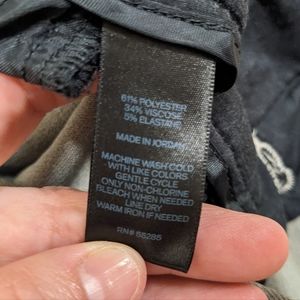 61% POLYESTER
34% VISCOSE
5% ELASTANE
MADE IN JORDAN
MACHINE WASH COLD
WITH LIKE COLORS
GENTLE CYCLE
ONLY NON-CHLORINE
BLEACH WHEN NEEDED
LINE DRY
WARM IRON IF NEEDED
RN# 65285